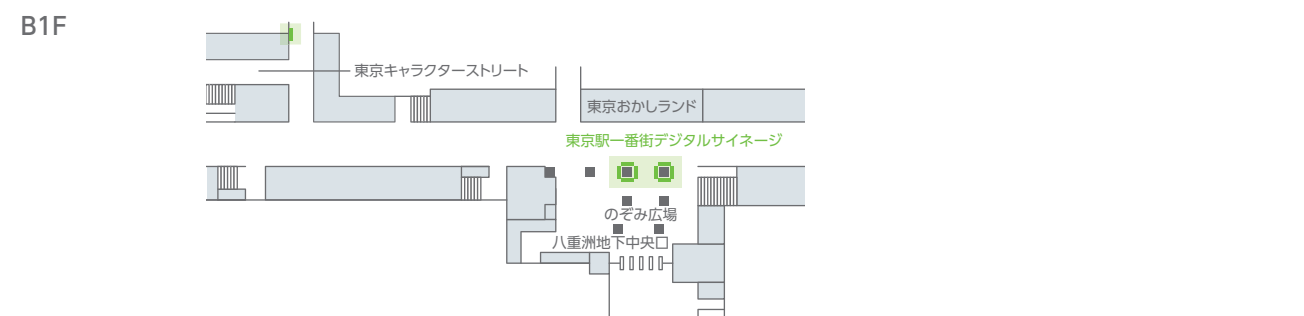 B1F
東京キャラクターストリート
東京おかしランド
東京駅一番街デジタルサイネージ
のぞみ広場
八重洲地下中央口